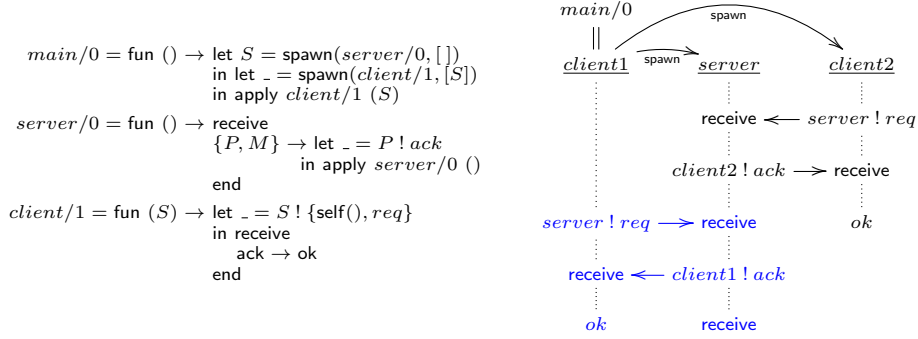 main/0 = fun () → let S = spawn(server/0, [ ])
in let _ = spawn(client/1, [S])
in apply client/1 (S)
server/0 = fun () → receive
{P, M} → let _ = P ! ack
in apply server/0 ()
end
client/1 = fun (S) → let _ = S ! {self(), req}
in receive
ack → ok
end
main/0
spawn
client1 spawn server client2
receive ← server ! req
client2 ! ack → receive
server ! req → receive ok
receive ← client1 ! ack
ok receive